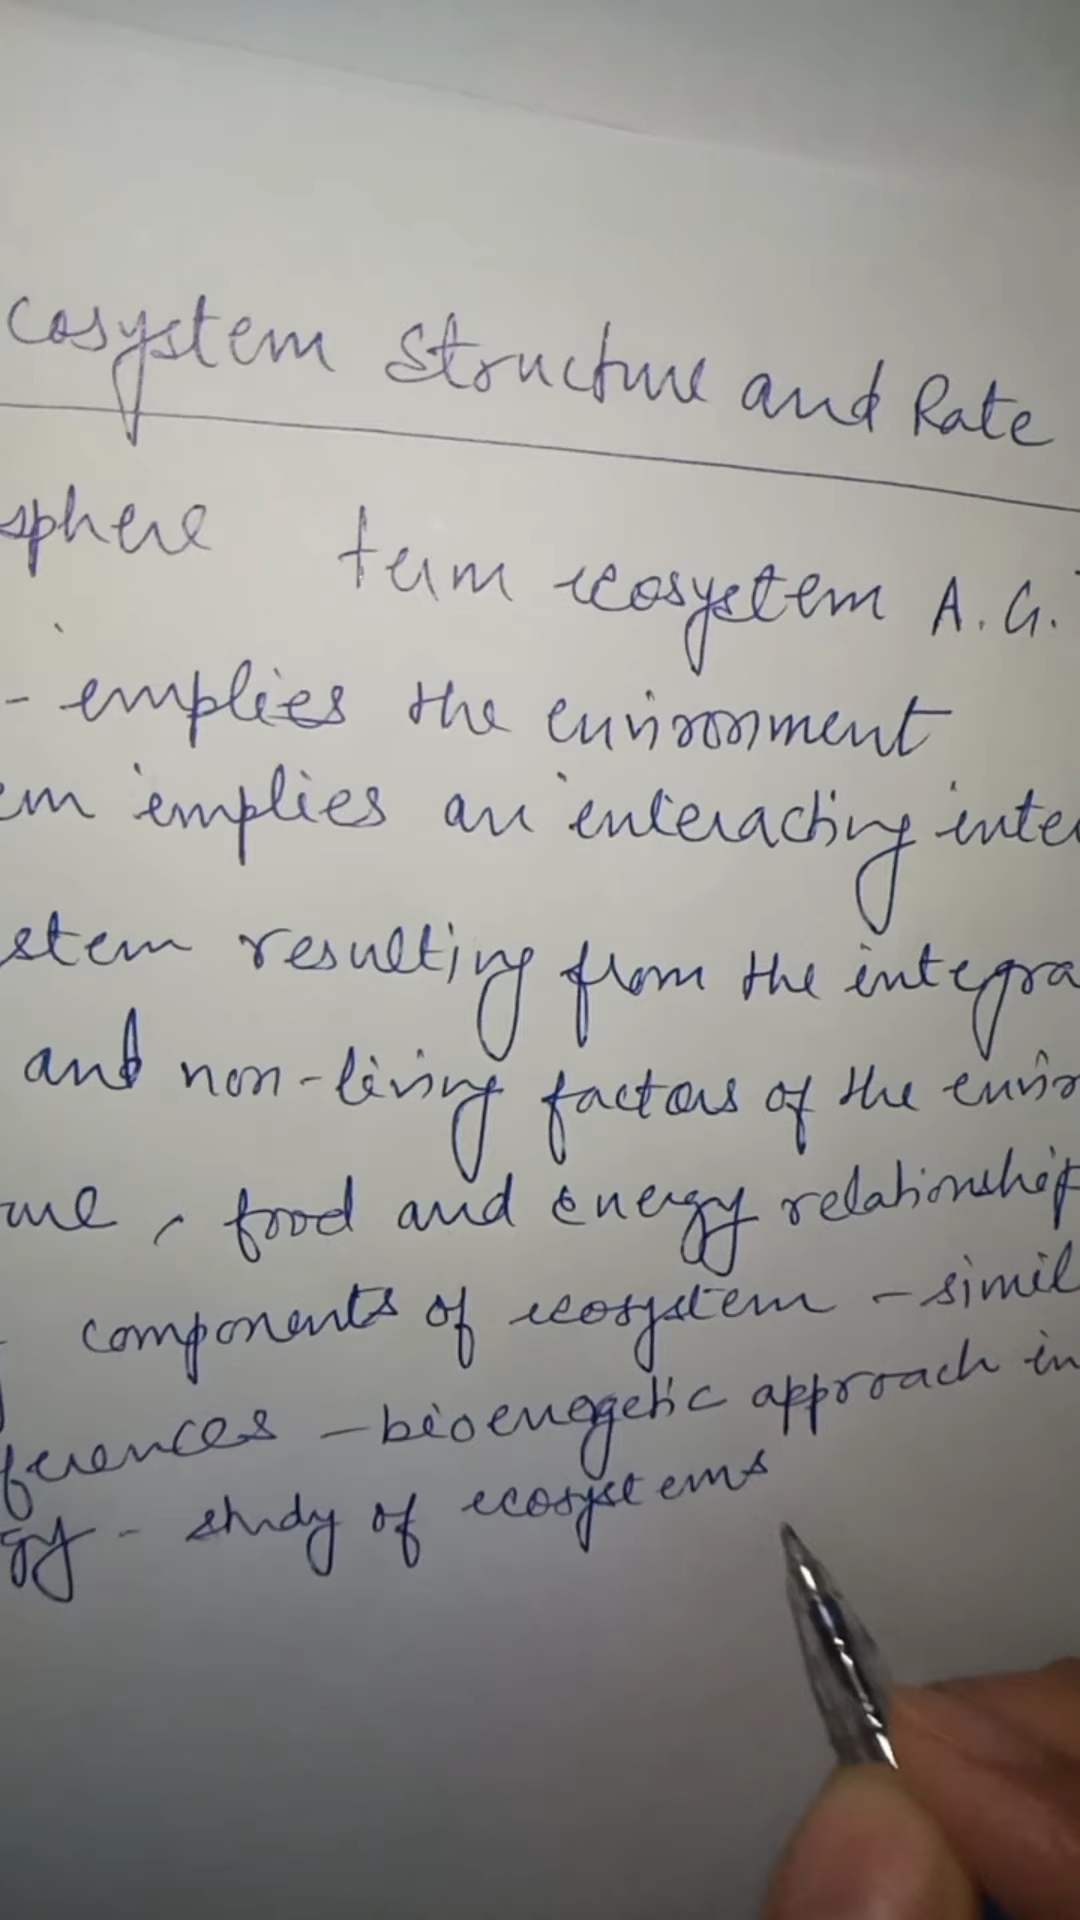 cosystem Structure and Rate
sphere term ecosystem A.G.
- emplies the environment
em implies an interacting inte
stem resulting from the integra
and non-living factors of the envir
, food and energy relationship
components of ecosystem - simil
ferences - bioenegetic approach in
gy - study of ecosystems